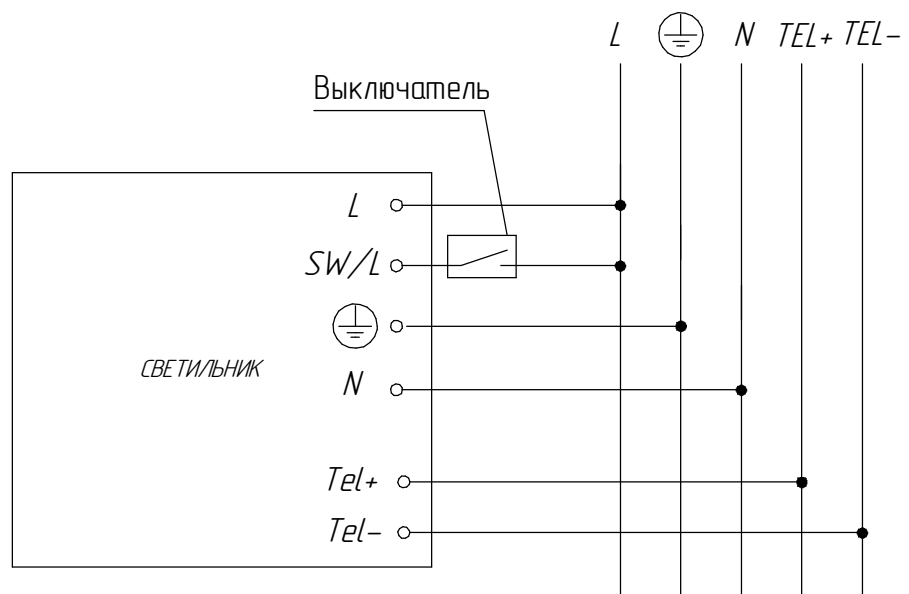 L N TEL+ TEL-
Выключатель
L
SW/L
СВЕТИЛЬНИК
N
Tel+
Tel-